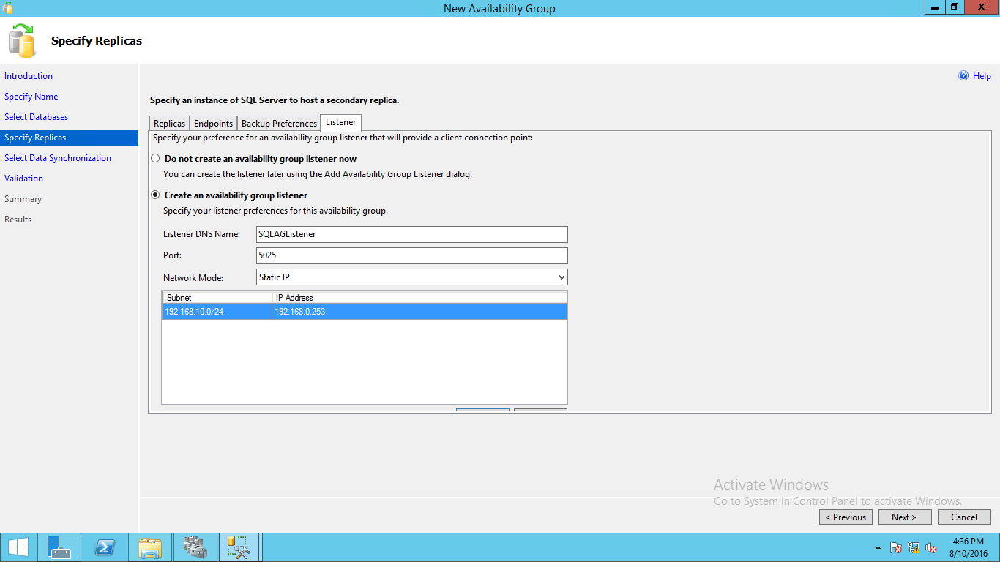 New Availability Group
Specify Replicas
Introduction
Specify Name
Select Databases
Specify Replicas
Select Data Synchronization
Validation
Summary
Results
Help
Specify an instance of SQL Server to host a secondary replica.
Replicas Endpoints Backup Preferences Listener
Specify your preference for an availability group listener that will provide a client connection point:
Do not create an availability group listener now
You can create the listener later using the Add Availability Group Listener dialog.
Create an availability group listener
Specify your listener preferences for this availability group.
Listener DNS Name: SQLAGListener
Port: 5025
Network Mode: Static IP
Subnet IP Address
192.168.10.0/24 192.168.0.253
Activate Windows
Go to System in Control Panel to activate Windows.
< Previous Next > Cancel
4:36 PM
8/10/2016